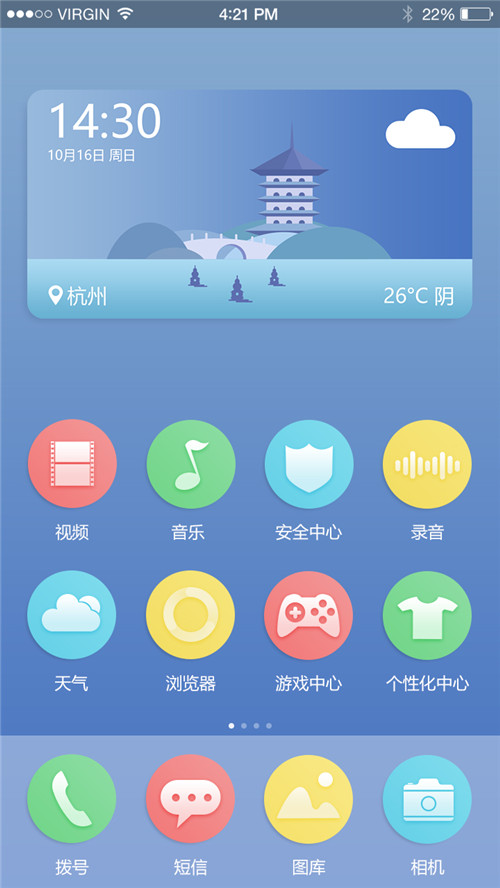 VIRGIN 4:21 PM 22%
14:30
10月16日 周日
杭州 26°C 阴
视频 音乐 安全中心 录音
天气 浏览器 游戏中心 个性化中心
拨号 短信 图库 相机